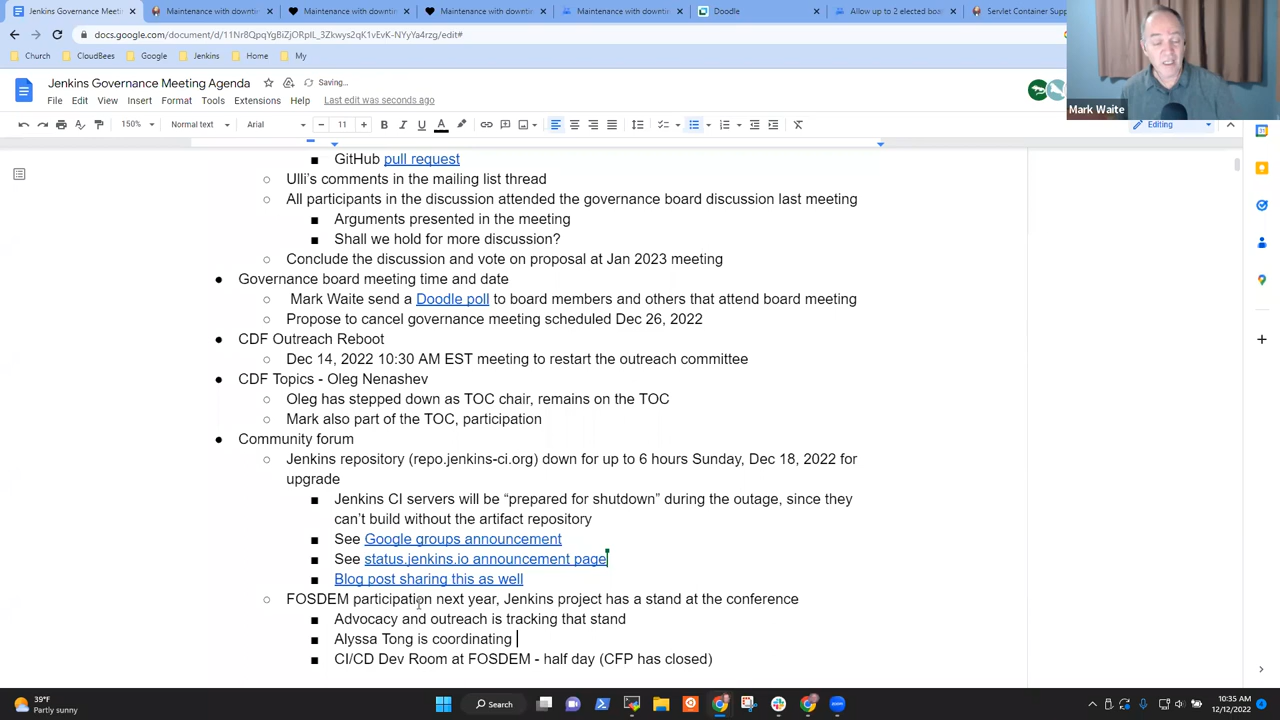 Jenkins Governance Meeting Ag
Maintenance with downtim
Maintenance with downtim
Maintenance with downtim
Maintenance with downtim
Doodle
Allow up to 2 elected boar
Servlet Container Supp
docs.google.com/document/d/11Nr8QpqYgBiZjORpIL_3Zkwys2qK1vEvK-NYyYa4rzg/edit#
Church
CloudBees
Google
Jenkins
Home
My
Jenkins Governance Meeting Agenda
Saving...
File Edit View Insert Format Tools Extensions Help
Last edit was seconds ago
Mark Waite
150%
Normal text
Arial
11
Editing
GitHub pull request
Ulli's comments in the mailing list thread
All participants in the discussion attended the governance board discussion last meeting
Arguments presented in the meeting
Shall we hold for more discussion?
Conclude the discussion and vote on proposal at Jan 2023 meeting
Governance board meeting time and date
Mark Waite send a Doodle poll to board members and others that attend board meeting
Propose to cancel governance meeting scheduled Dec 26, 2022
CDF Outreach Reboot
Dec 14, 2022 10:30 AM EST meeting to restart the outreach committee
CDF Topics - Oleg Nenashev
Oleg has stepped down as TOC chair, remains on the TOC
Mark also part of the TOC, participation
Community forum
Jenkins repository (repo.jenkins-ci.org) down for up to 6 hours Sunday, Dec 18, 2022 for
upgrade
Jenkins CI servers will be “prepared for shutdown” during the outage, since they
can't build without the artifact repository
See Google groups announcement
See status.jenkins.io announcement page
Blog post sharing this as well
FOSDEM participation next year, Jenkins project has a stand at the conference
Advocacy and outreach is tracking that stand
Alyssa Tong is coordinating
CI/CD Dev Room at FOSDEM - half day (CFP has closed)
39°F
Partly sunny
Search
10:35 AM
12/12/2022